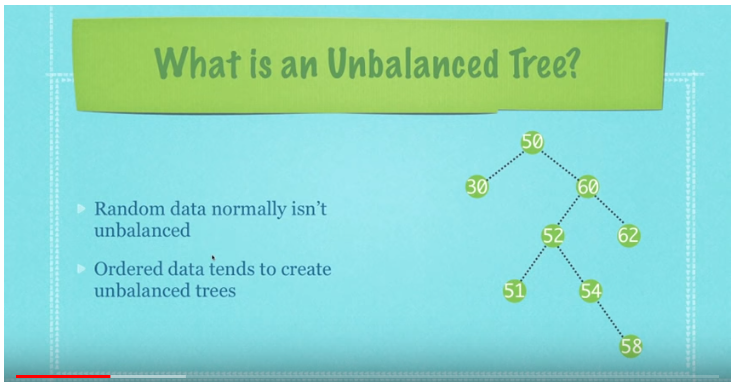 What is an Unbalanced Tree?
Random data normally isn't
unbalanced
Ordered data tends to create
unbalanced trees
50
30
60
52
62
51
54
58